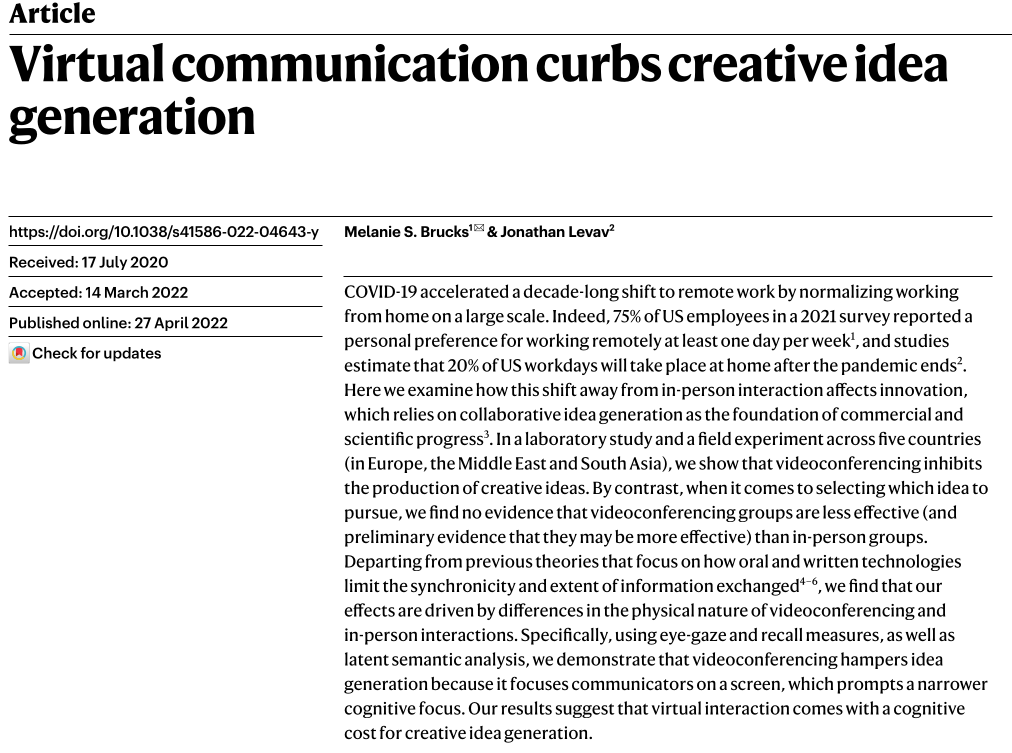 Article
Virtual communication curbs creative idea
generation
https://doi.org/10.1038/s41586-022-04643-y
Received: 17 July 2020
Accepted: 14 March 2022
Published online: 27 April 2022
Check for updates
Melanie S. Brucks1✉ & Jonathan Levav2
COVID-19 accelerated a decade-long shift to remote work by normalizing working
from home on a large scale. Indeed, 75% of US employees in a 2021 survey reported a
personal preference for working remotely at least one day per week1, and studies
estimate that 20% of US workdays will take place at home after the pandemic ends2.
Here we examine how this shift away from in-person interaction affects innovation,
which relies on collaborative idea generation as the foundation of commercial and
scientific progress3. In a laboratory study and a field experiment across five countries
(in Europe, the Middle East and South Asia), we show that videoconferencing inhibits
the production of creative ideas. By contrast, when it comes to selecting which idea to
pursue, we find no evidence that videoconferencing groups are less effective (and
preliminary evidence that they may be more effective) than in-person groups.
Departing from previous theories that focus on how oral and written technologies
limit the synchronicity and extent of information exchanged4–6, we find that our
effects are driven by differences in the physical nature of videoconferencing and
in-person interactions. Specifically, using eye-gaze and recall measures, as well as
latent semantic analysis, we demonstrate that videoconferencing hampers idea
generation because it focuses communicators on a screen, which prompts a narrower
cognitive focus. Our results suggest that virtual interaction comes with a cognitive
cost for creative idea generation.